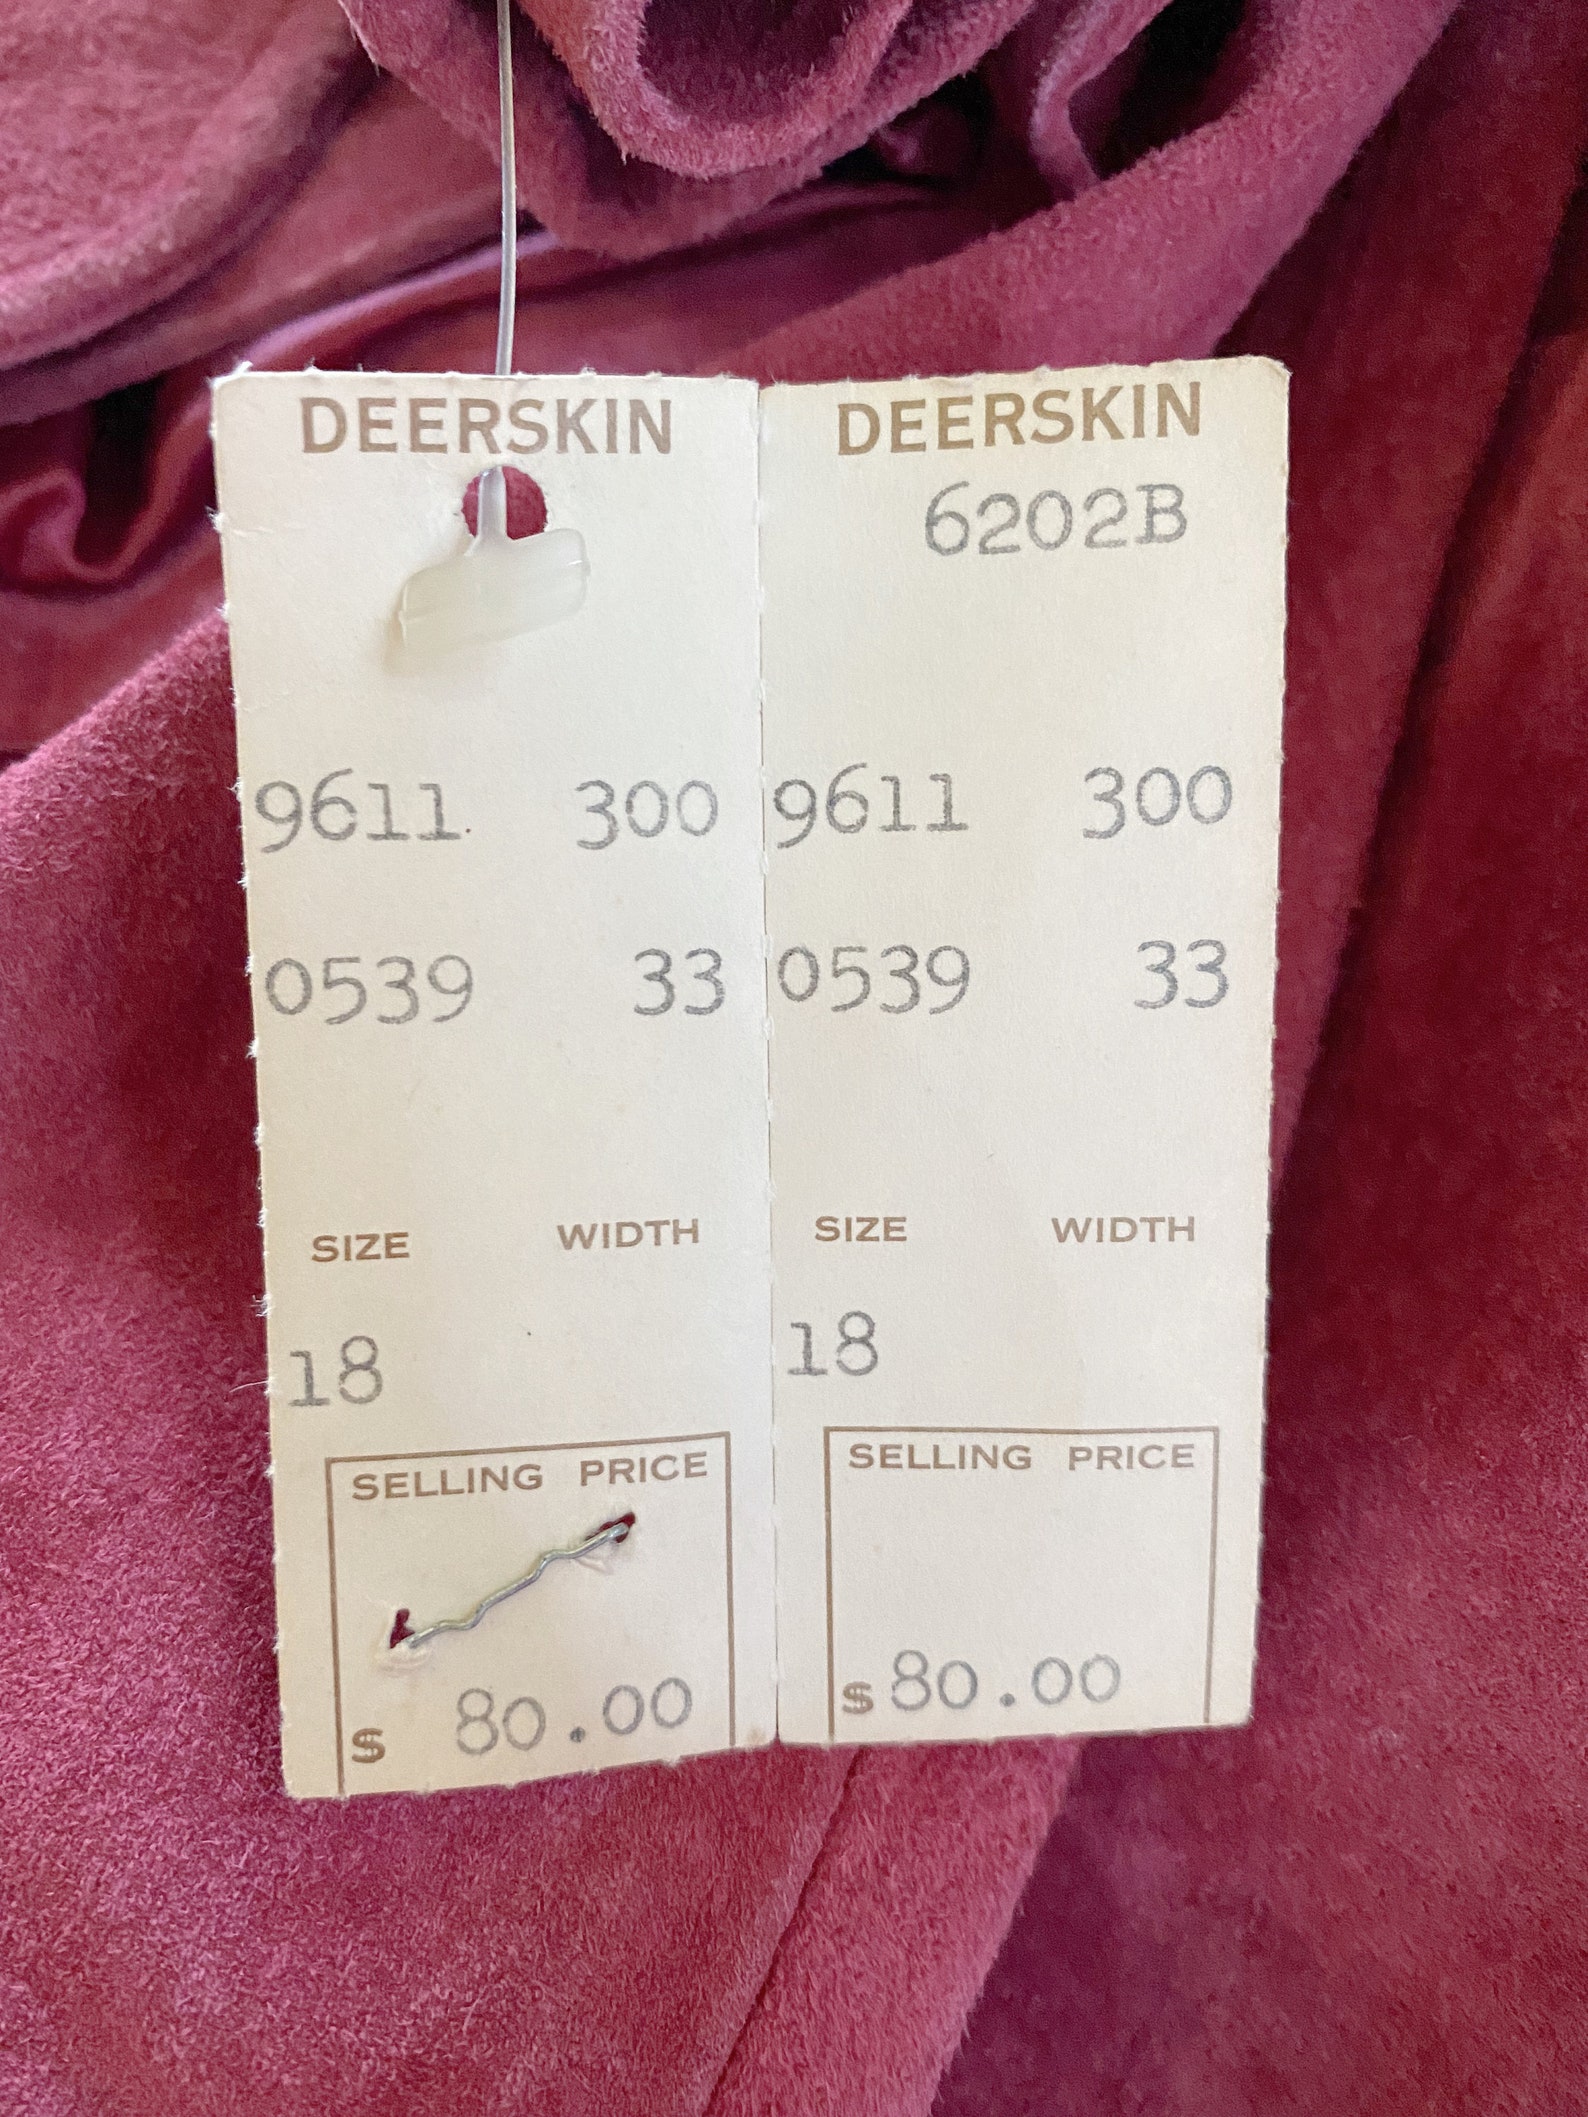 DEERSKIN
9611 300
0539 33
SIZE WIDTH
18
SELLING PRICE
$ 80.00
DEERSKIN
6202B
9611 300
0539 33
SIZE WIDTH
18
SELLING PRICE
$ 80.00